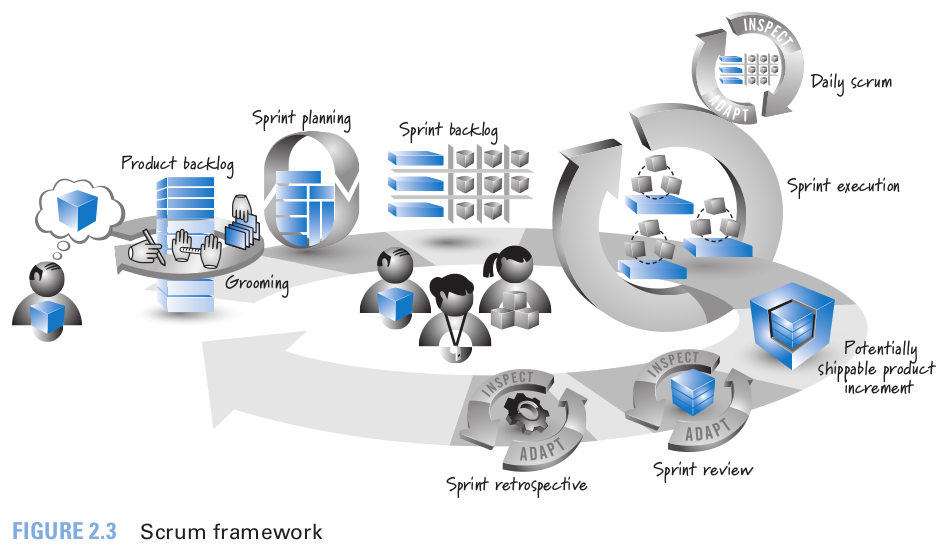 INSPECT
ADAPT
Daily scrum
Sprint planning
Sprint backlog
Product backlog
Sprint execution
Grooming
Potentially
shippable product
increment
INSPECT
ADAPT
Sprint review
INSPECT
ADAPT
Sprint retrospective
FIGURE 2.3 Scrum framework